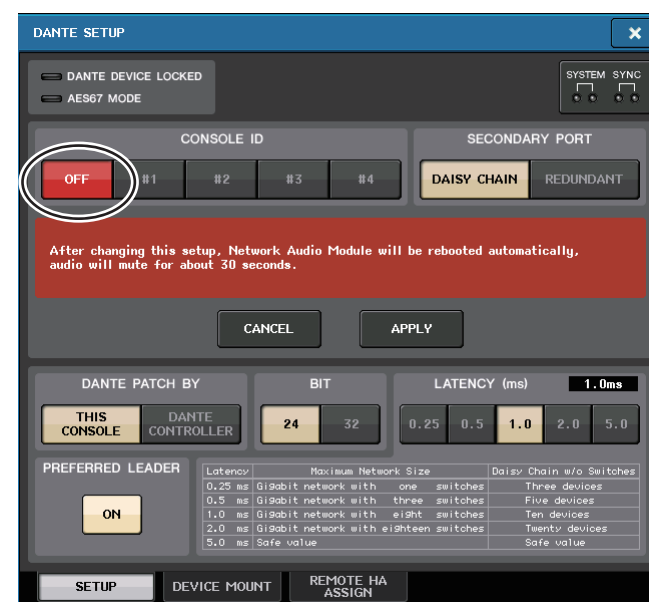 DANTE SETUP
DANTE DEVICE LOCKED
AES67 MODE
SYSTEM SYNC
CONSOLE ID
SECONDARY PORT
OFF #1 #2 #3 #4
DAISY CHAIN REDUNDANT
After changing this setup, Network Audio Module will be rebooted automatically,
audio will mute for about 30 seconds.
CANCEL APPLY
DANTE PATCH BY
BIT
LATENCY (ms) 1.0ms
THIS CONSOLE
DANTE CONTROLLER
24 32
0.25 0.5 1.0 2.0 5.0
PREFERRED LEADER
ON
Latency Maximum Network Size Daisy Chain w/o Switches
0.25 ms Gigabit network with one switches Three devices
0.5 ms Gigabit network with three switches Five devices
1.0 ms Gigabit network with eight switches Ten devices
2.0 ms Gigabit network with eighteen switches Twenty devices
5.0 ms Safe value Safe value
SETUP DEVICE MOUNT REMOTE HA ASSIGN